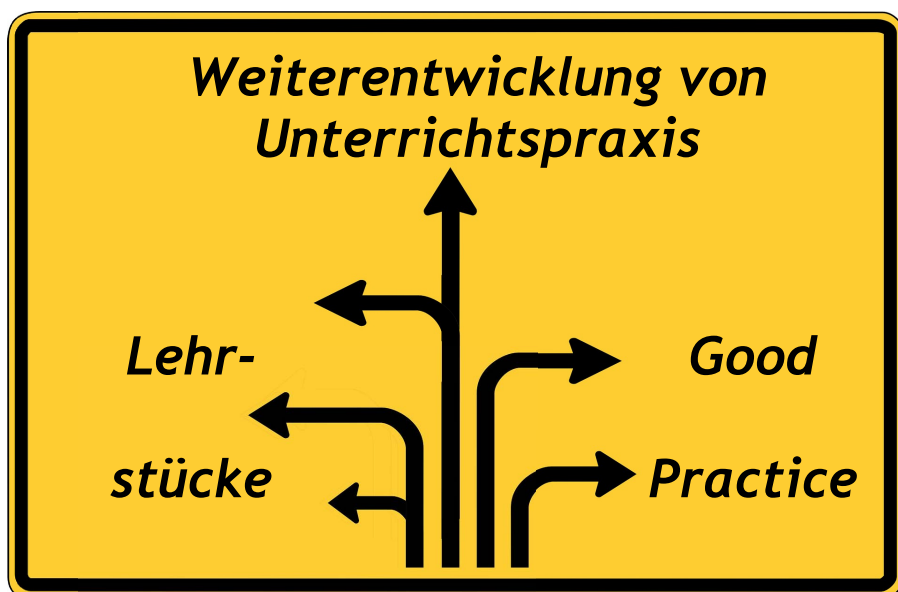 Weiterentwicklung von
Unterrichtspraxis
Lehr-
stücke
Good
Practice